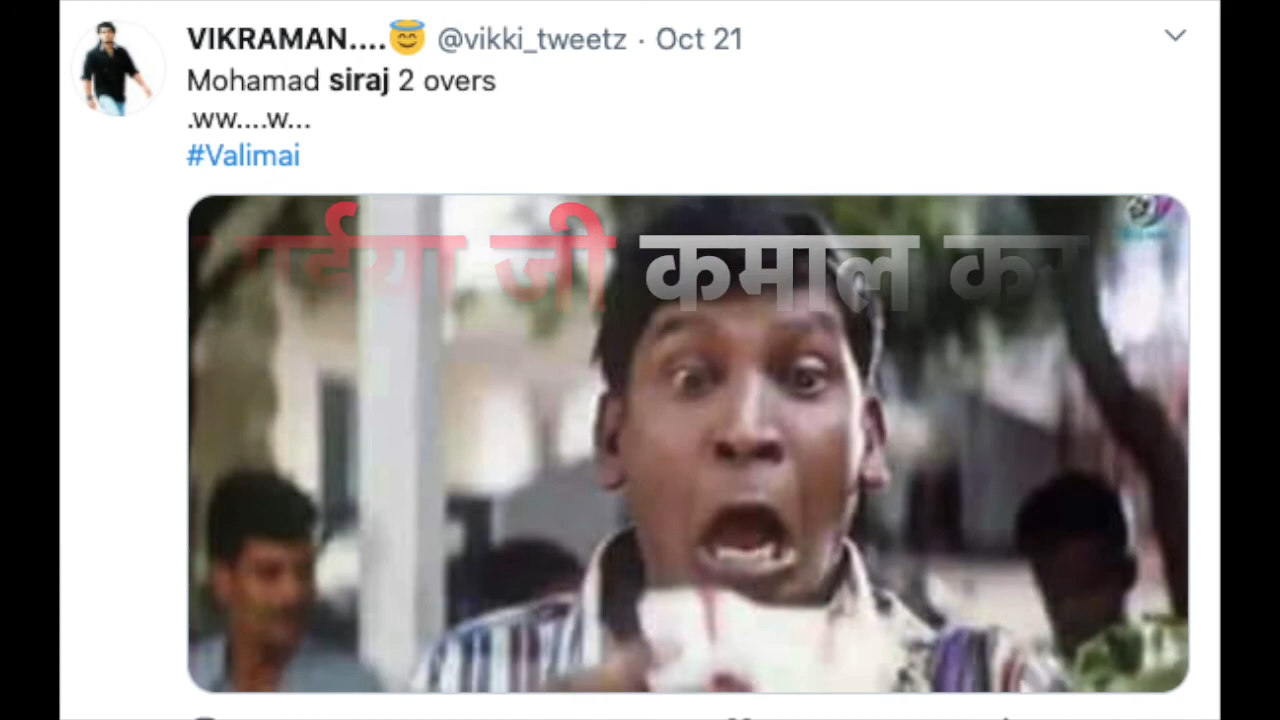 VIKRAMAN....😇 @vikki_tweetz · Oct 21
Mohamad siraj 2 overs
.ww....w...
#Valimai
जी कमाल